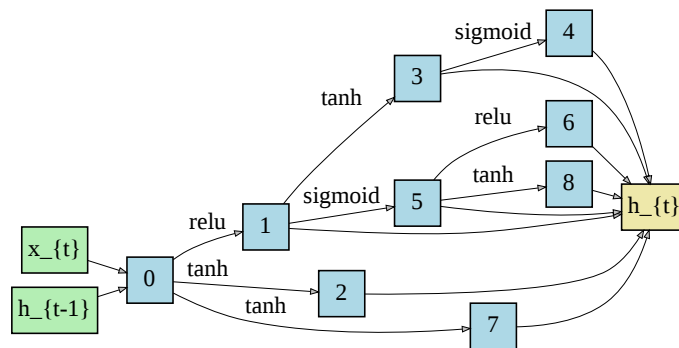 sigmoid
4
3
tanh
relu
6
tanh
8
sigmoid
5
h_{t}
relu
1
x_{t}
tanh
0
h_{t-1}
tanh
2
7